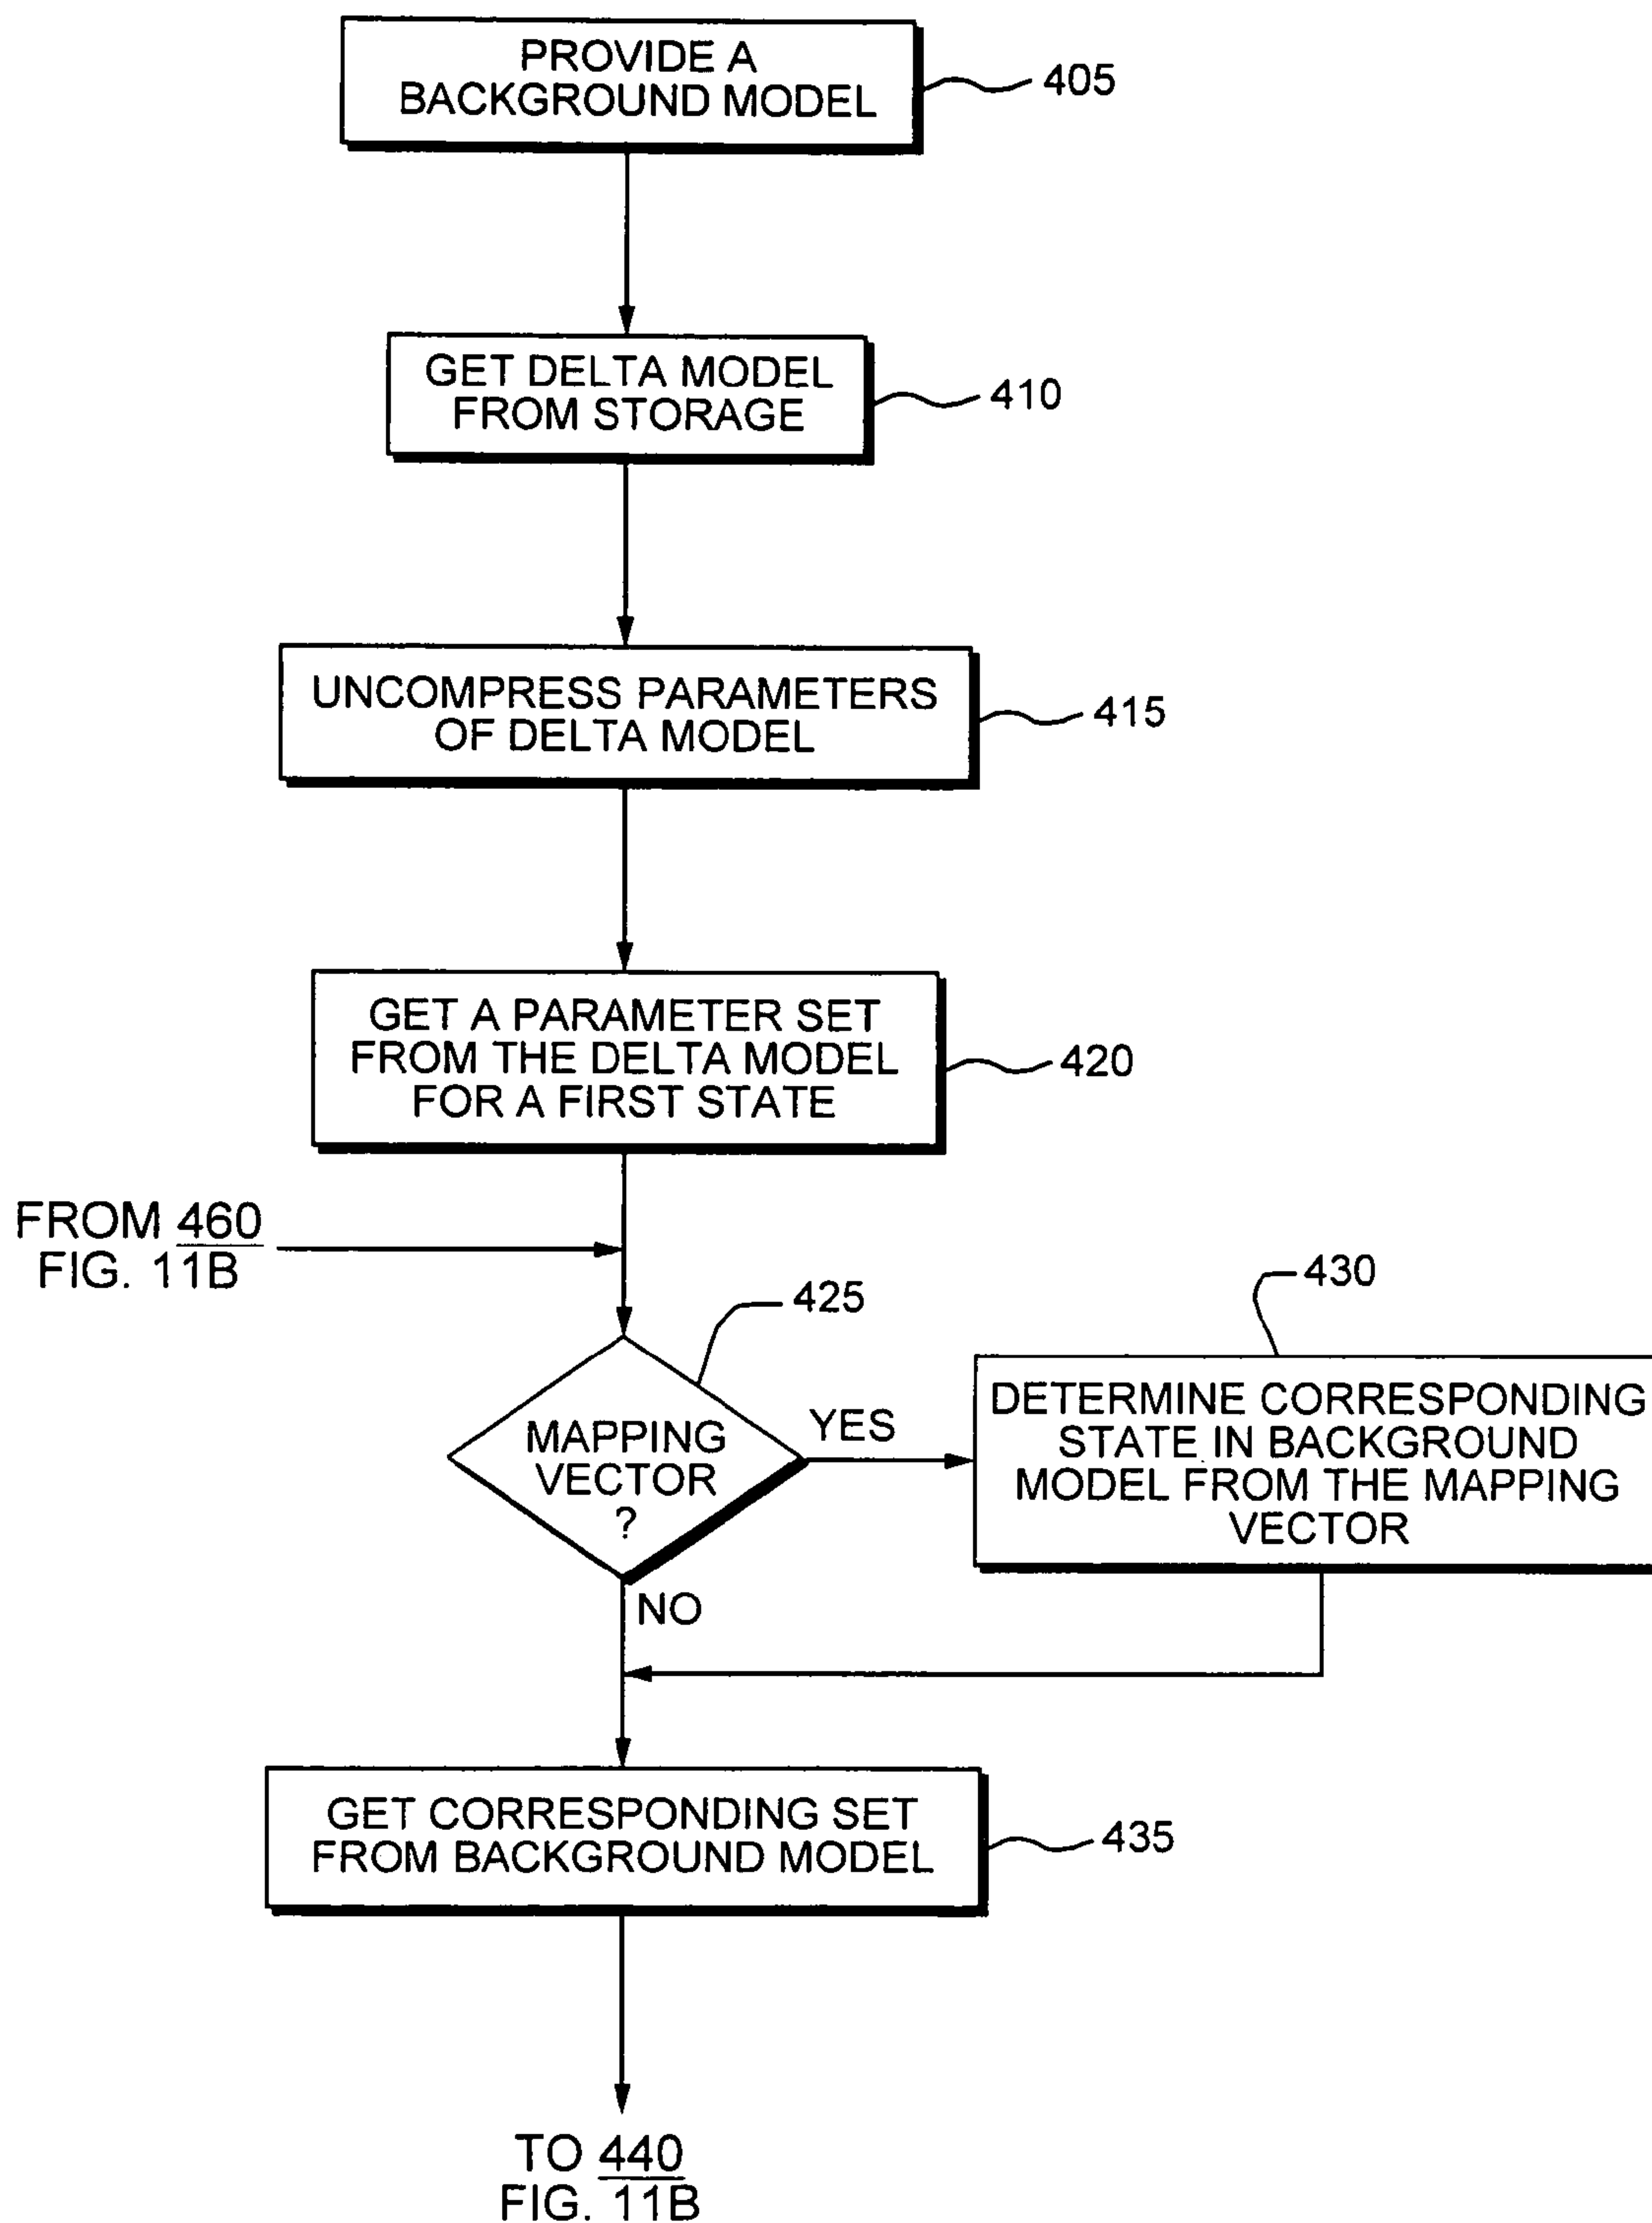 PROVIDE A
BACKGROUND MODEL
405
GET DELTA MODEL
FROM STORAGE
410
UNCOMPRESS PARAMETERS
OF DELTA MODEL
415
GET A PARAMETER SET
FROM THE DELTA MODEL
FOR A FIRST STATE
420
FROM 460
FIG. 11B
425
MAPPING
VECTOR
?
YES
430
DETERMINE CORRESPONDING
STATE IN BACKGROUND
MODEL FROM THE MAPPING
VECTOR
NO
GET CORRESPONDING SET
FROM BACKGROUND MODEL
435
TO 440
FIG. 11B